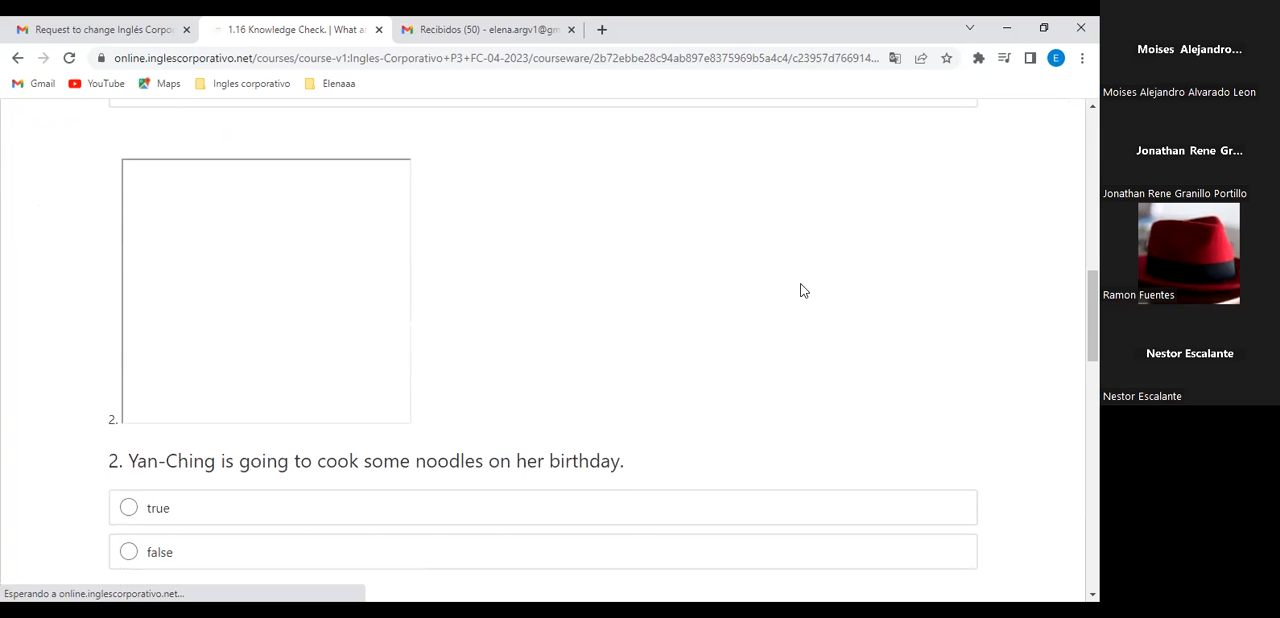 Request to change Inglés Corpo
1.16 Knowledge Check. | What a
Recibidos (50) - elena.argv1@gm
online.inglescorporativo.net/courses/course-v1:Ingles-Corporativo+P3+FC-04-2023/courseware/2b72ebbe28c94ab897e8375969b5a4c4/c23957d766914...
E
Gmail
YouTube
Maps
Ingles corporativo
Elenaaa
2.
2. Yan-Ching is going to cook some noodles on her birthday.
true
false
Esperando a online.inglescorporativo.net...
Moises Alejandro...
Moises Alejandro Alvarado Leon
Jonathan Rene Gr...
Jonathan Rene Granillo Portillo
Ramon Fuentes
Nestor Escalante
Nestor Escalante